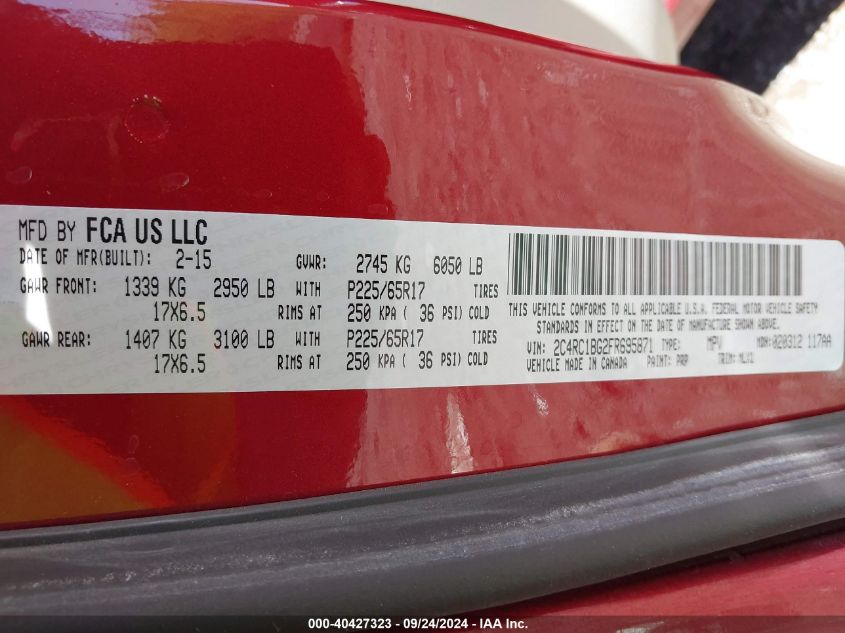 MFD BY FCA US LLC
DATE OF MFR(BUILT): 2-15 GVWR: 2745 KG 6050 LB
GAWR FRONT: 1339 KG 2950 LB WITH P225/65R17 TIRES
17X6.5 RIMS AT 250 KPA ( 36 PSI) COLD
GAWR REAR: 1407 KG 3100 LB WITH P225/65R17 TIRES
17X6.5 RIMS AT 250 KPA ( 36 PSI) COLD
THIS VEHICLE CONFORMS TO ALL APPLICABLE U.S.A. FEDERAL MOTOR VEHICLE SAFETY
STANDARDS IN EFFECT ON THE DATE OF MANUFACTURE SHOWN ABOVE.
VIN: 2C4RC1BG2FR695871 TYPE: MPV MDH: 020312 117AA
VEHICLE MADE IN CANADA PAINT: PRP TRIM:
000-40427323 - 09/24/2024 - IAA Inc.